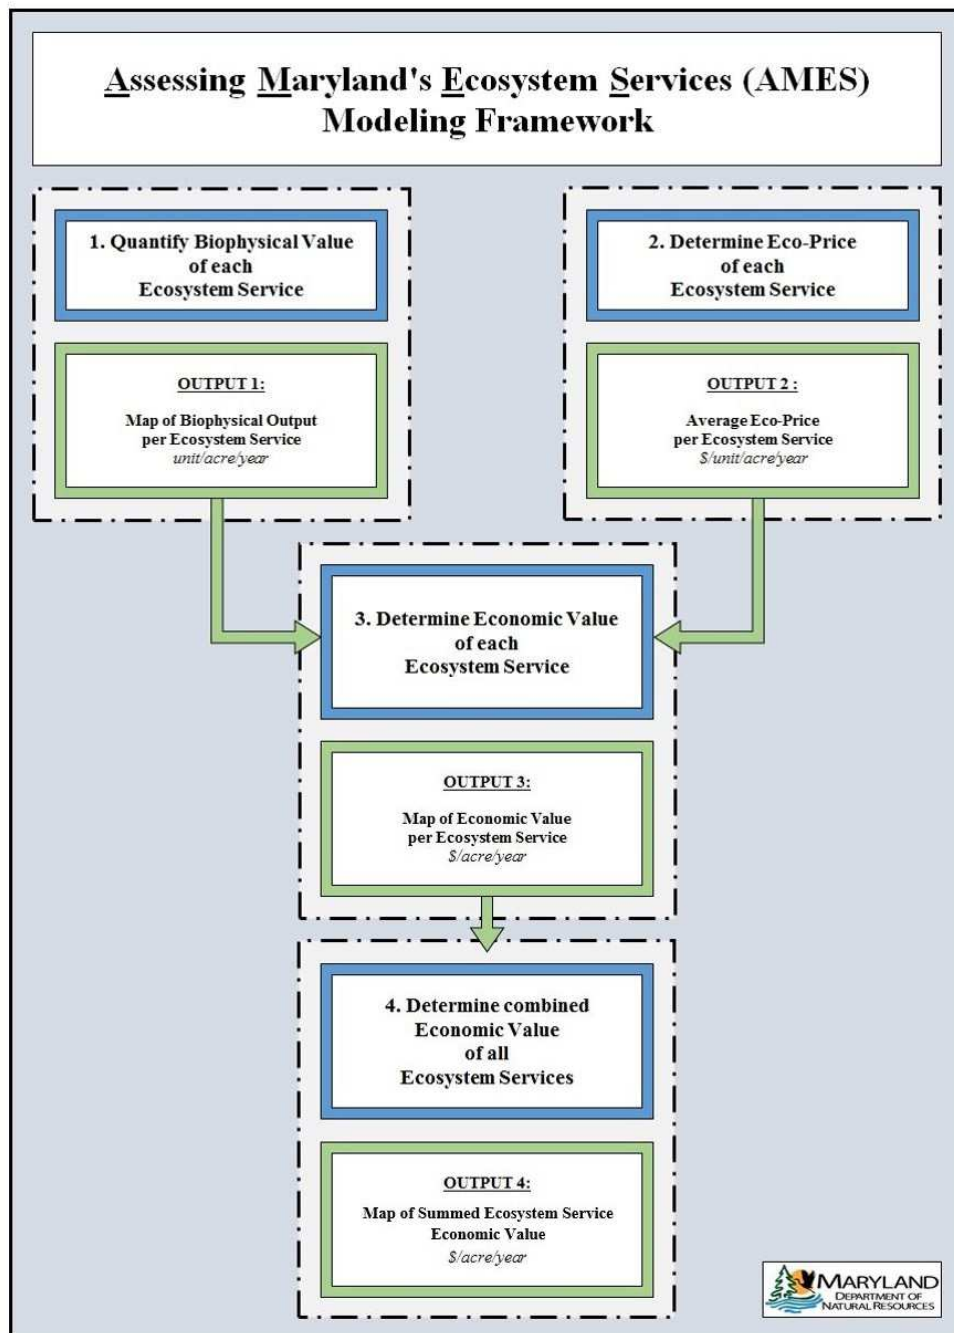 Assessing Maryland's Ecosystem Services (AMES)
Modeling Framework
1. Quantify Biophysical Value
of each
Ecosystem Service
OUTPUT 1:
Map of Biophysical Output
per Ecosystem Service
unit/acre/year
2. Determine Eco-Price
of each
Ecosystem Service
OUTPUT 2 :
Average Eco-Price
per Ecosystem Service
$/unit/acre/year
3. Determine Economic Value
of each
Ecosystem Service
OUTPUT 3:
Map of Economic Value
per Ecosystem Service
$/acre/year
4. Determine combined
Economic Value
of all
Ecosystem Services
OUTPUT 4:
Map of Summed Ecosystem Service
Economic Value
$/acre/year
MARYLAND
DEPARTMENT OF
NATURAL RESOURCES